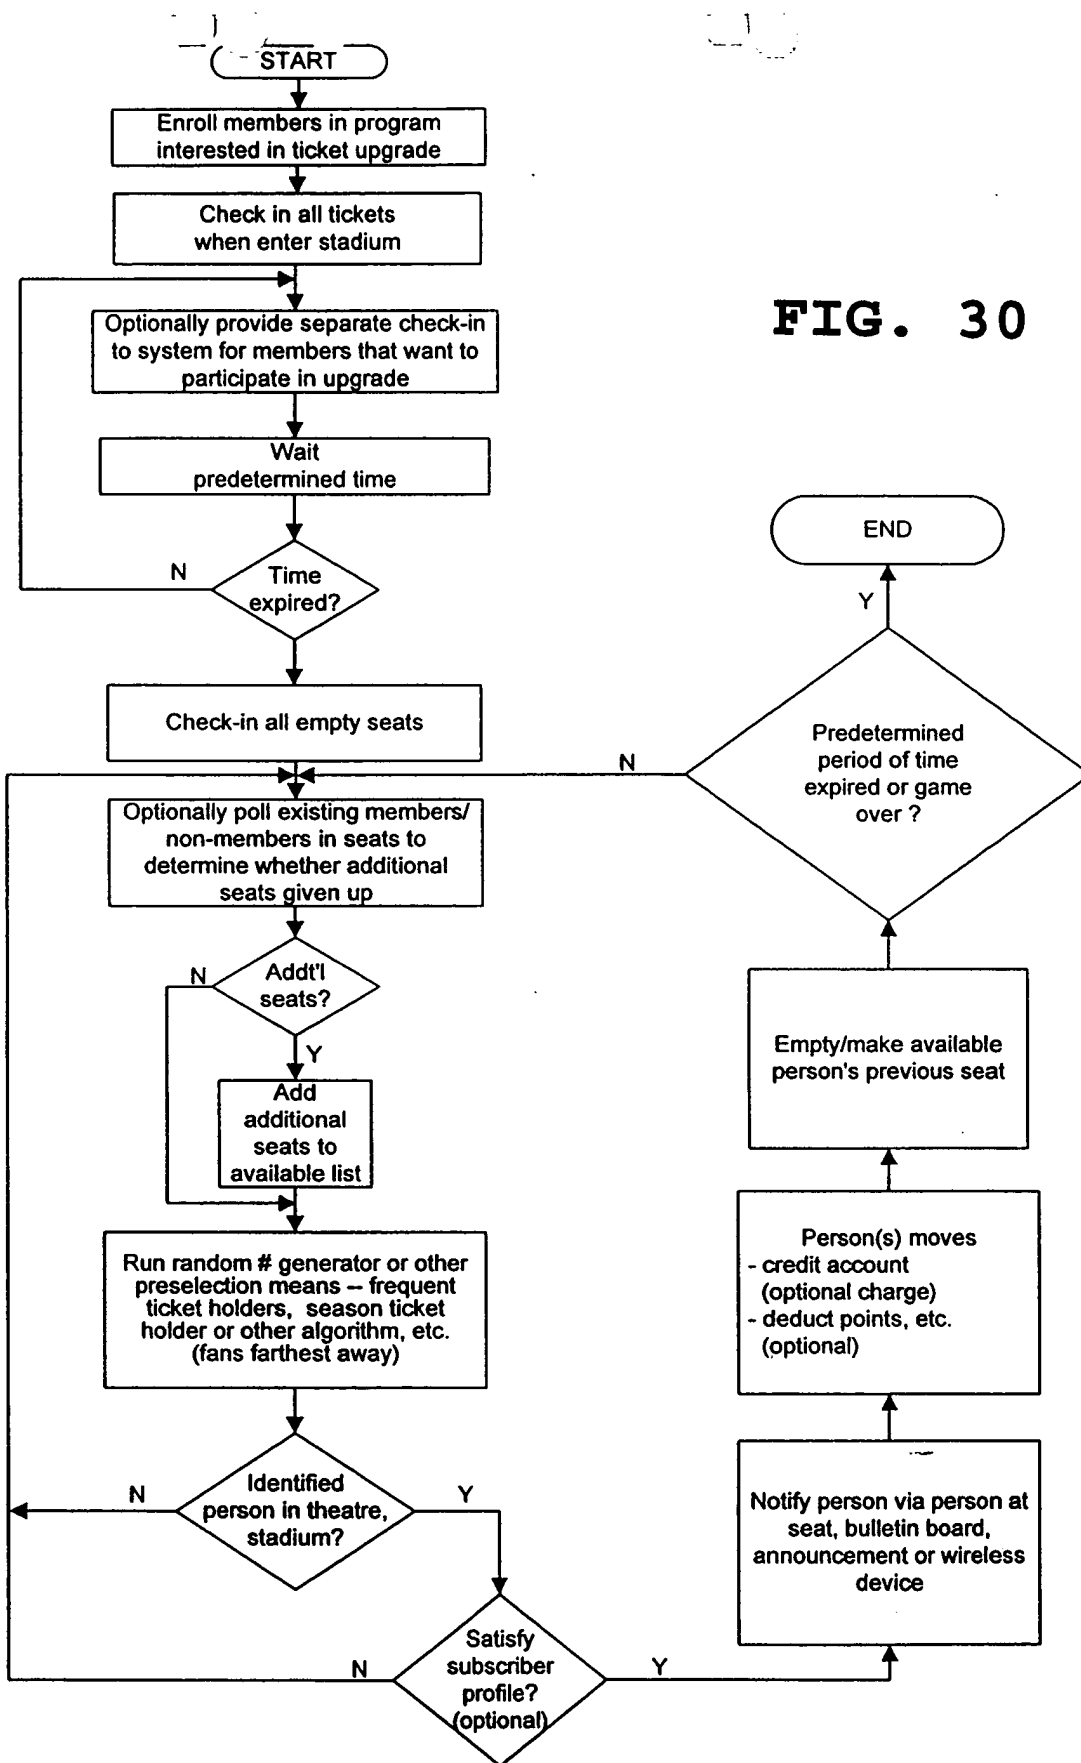 START
Enroll members in program
interested in ticket upgrade
Check in all tickets
when enter stadium
Optionally provide separate check-in
to system for members that want to
participate in upgrade
Wait
predetermined time
N
Time
expired?
Check-in all empty seats
Optionally poll existing members/
non-members in seats to
determine whether additional
seats given up
N
Addt'l
seats?
Y
Add
additional
seats to
available list
Run random # generator or other
preselection means -- frequent
ticket holders, season ticket
holder or other algorithm, etc.
(fans farthest away)
N
Identified
person in theatre,
stadium?
Y
N
Satisfy
subscriber
profile?
(optional)
Y
Notify person via person at
seat, bulletin board,
announcement or wireless
device
Person(s) moves
- credit account
(optional charge)
- deduct points, etc.
(optional)
Empty/make available
person's previous seat
N
Predetermined
period of time
expired or game
over ?
Y
END
FIG. 30